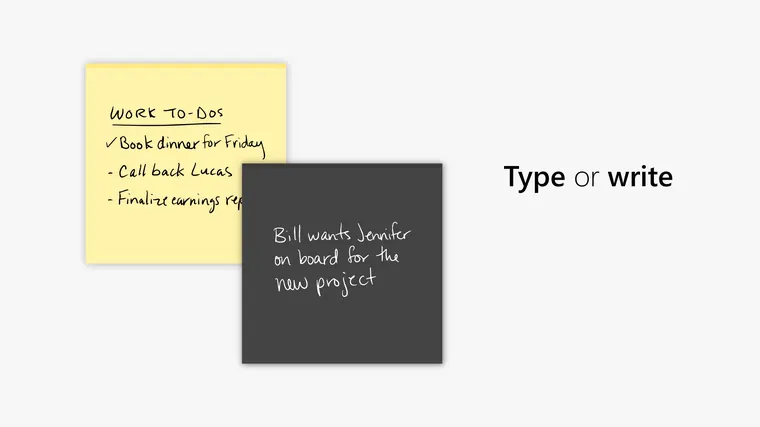 WORK TO-DOS
✓Book dinner for Friday
- Call back Lucas
- Finalize earnings
Bill wants Jennifer
on board for the
new project
Type or write